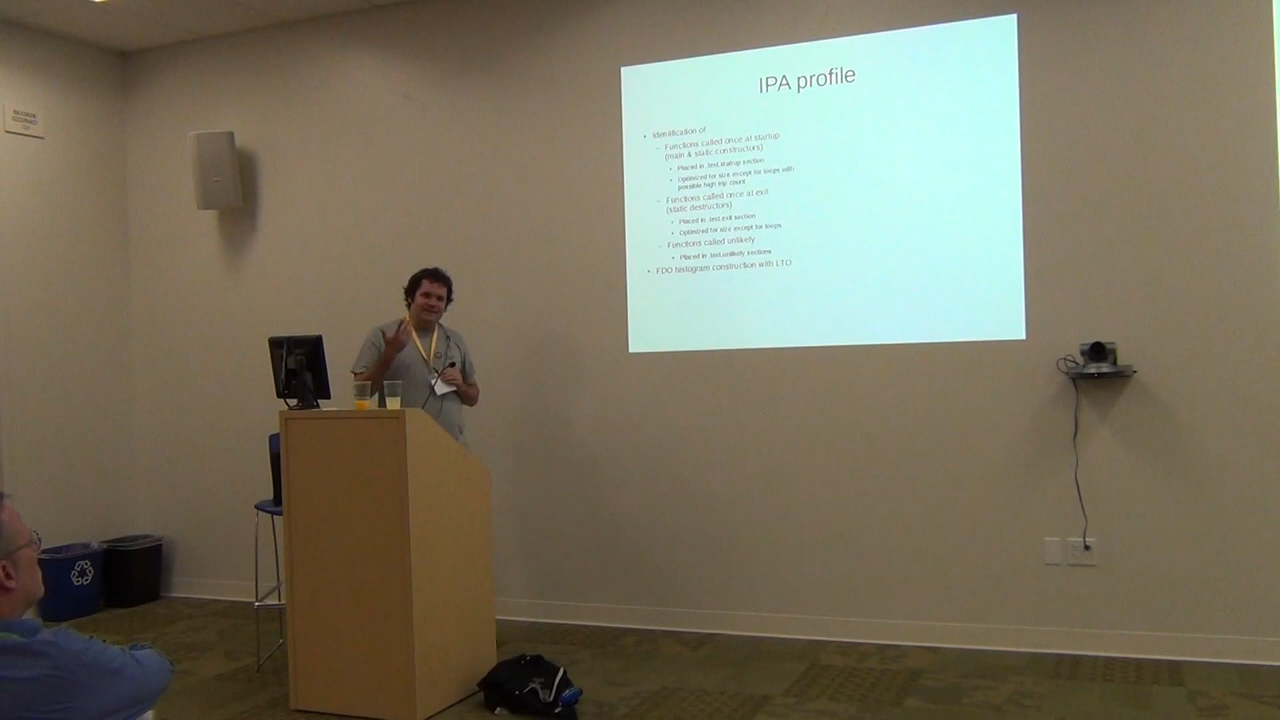 MAXIMUM
OCCUPANCY
IPA profile
• Identification of
– Functions called once at startup
(main & static constructors)
• Placed in .text.startup section
• Optimized for size except for loops with
possible high trip count
– Functions called once at exit
(static destructors)
• Placed in .text.exit section
• Optimized for size except for loops
– Functions called unlikely
• Placed in .text.unlikely sections
• FDO histogram construction with LTO